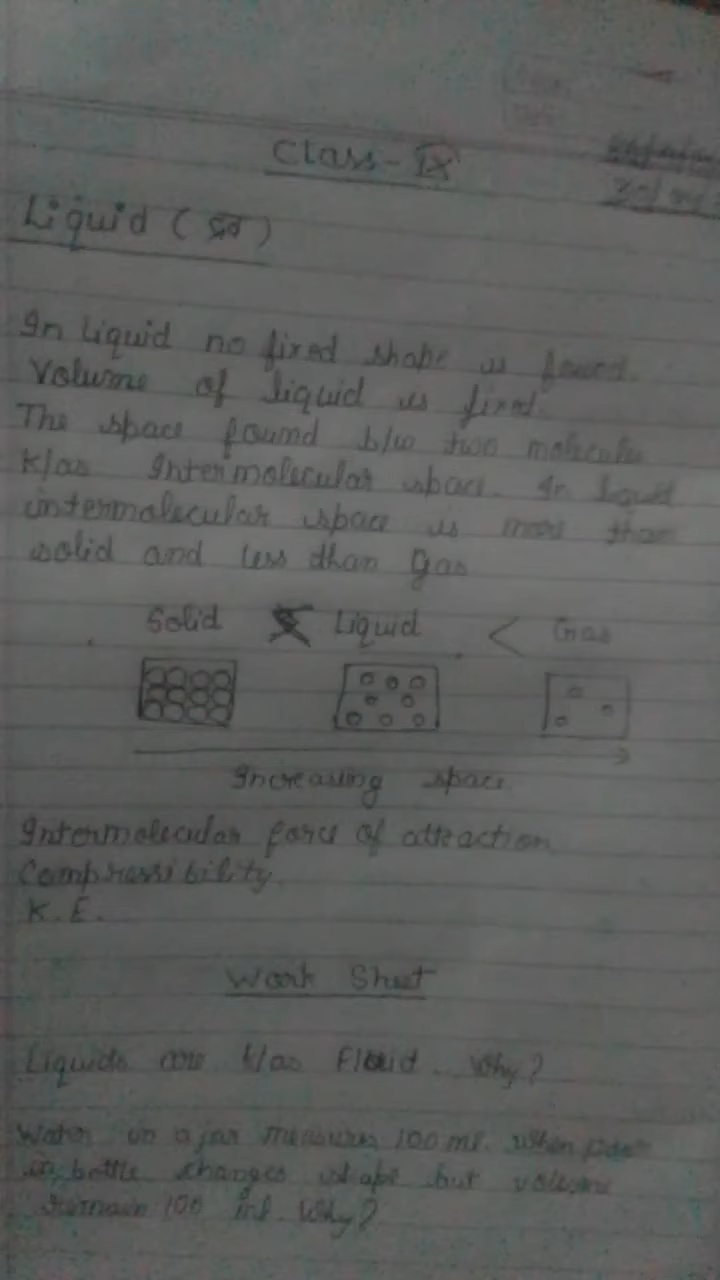 Class - IX
Liquid (द्रव)
In Liquid no fixed shape is found.
Volume of liquid is fixed.
The space found b/w two molecule
K/as Intermolecular space. In liquid
intermolecular space is more than
solid and less than gas
Solid < Liquid < Gas
Increasing space
Intermolecular force of attraction
Compressibility.
K.E.
Work Sheet
Liquids are k/as Fluid. Why?
Water in a jar measures 100 ml. When
in bottle changes shape but volume
remain 100 ml Why?